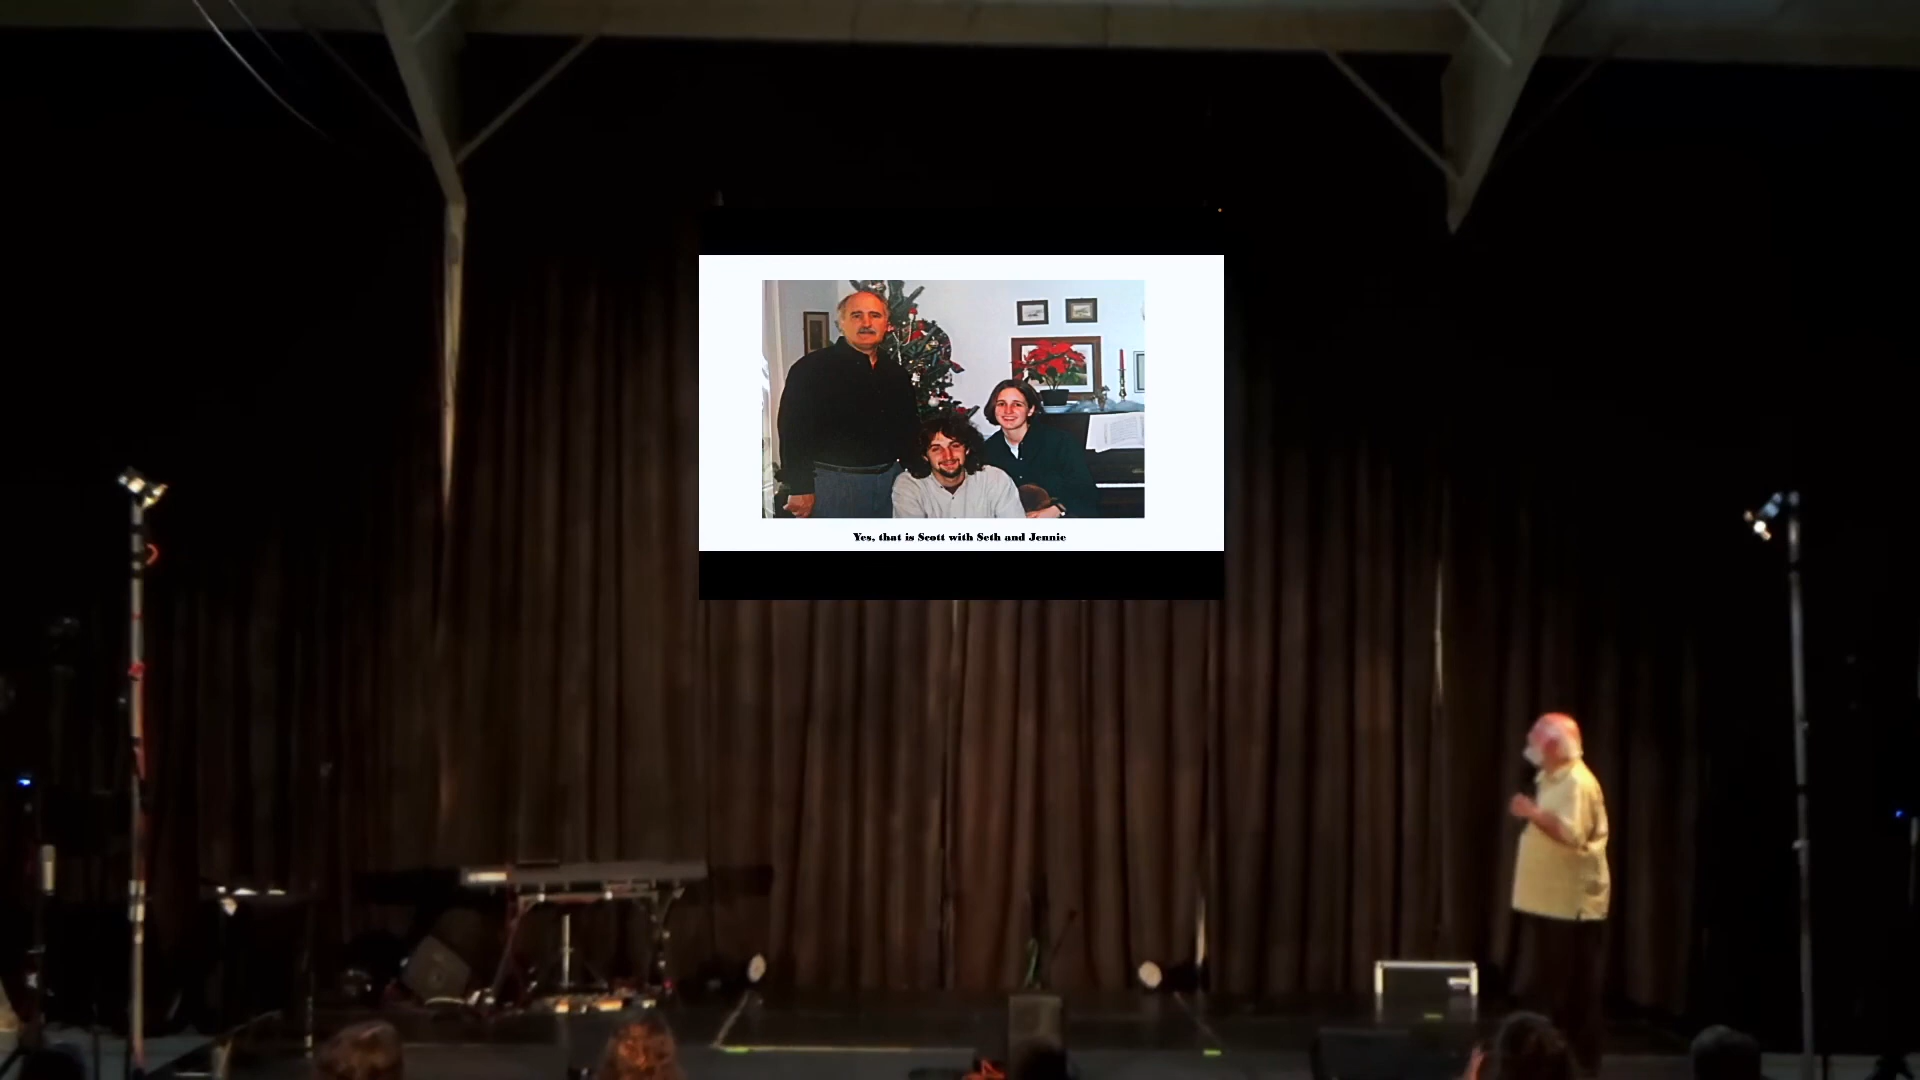 Yes, that is Scott with Seth and Jennie